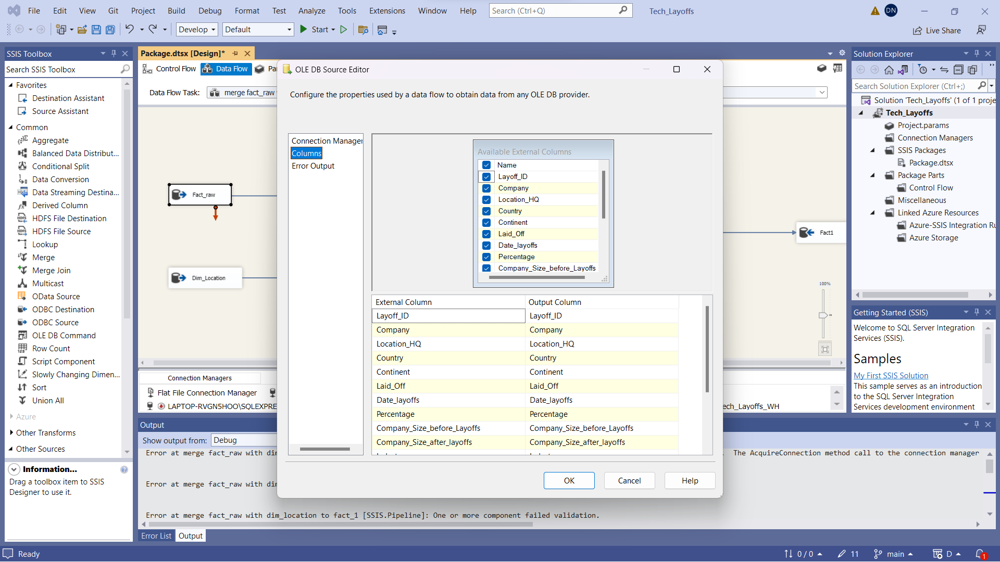 File Edit View Git Project Build Debug Format Test Analyze Tools Extensions Window Help Search (Ctrl+Q) Tech_Layoffs DN
Develop Default Start Live Share
SSIS Toolbox
Search SSIS Toolbox
Favorites
Destination Assistant
Source Assistant
Common
Aggregate
Balanced Data Distribut...
Conditional Split
Data Conversion
Data Streaming Destina...
Derived Column
HDFS File Destination
HDFS File Source
Lookup
Merge
Merge Join
Multicast
OData Source
ODBC Destination
ODBC Source
OLE DB Command
Row Count
Script Component
Slowly Changing Dimen...
Sort
Union All
Azure
Other Transforms
Other Sources
Information...
Drag a toolbox item to SSIS
Designer to use it.
Package.dtsx [Design]*
Control Flow Data Flow
Data Flow Task: merge fact_raw
Fact_raw
Dim_Location
Fact1
100%
Connection Managers
Flat File Connection Manager
LAPTOP-RVGN5HOO\SQLEXPRE
ech_Layoffs_WH
OLE DB Source Editor
Configure the properties used by a data flow to obtain data from any OLE DB provider.
Connection Manager
Columns
Error Output
Available External Columns
Name
Layoff_ID
Company
Location_HQ
Country
Continent
Laid_Off
Date_layoffs
Percentage
Company_Size_before_Layoffs
External Column Output Column
Layoff_ID Layoff_ID
Company Company
Location_HQ Location_HQ
Country Country
Continent Continent
Laid_Off Laid_Off
Date_layoffs Date_layoffs
Percentage Percentage
Company_Size_before_Layoffs Company_Size_before_Layoffs
Company_Size_after_layoffs Company_Size_after_layoffs
OK Cancel Help
Output
Show output from: Debug
Error at merge fact_raw with di
The AcquireConnection method call to the connection manager
Error at merge fact_raw with di
Error at merge fact_raw with dim_location to fact_1 [SSIS.Pipeline]: One or more component failed validation.
Error List Output
Solution Explorer
Search Solution Explorer (Ctrl+;)
Solution 'Tech_Layoffs' (1 of 1 proje
Tech_Layoffs
Project.params
Connection Managers
SSIS Packages
Package.dtsx
Package Parts
Control Flow
Miscellaneous
Linked Azure Resources
Azure-SSIS Integration Ru
Azure Storage
Getting Started (SSIS)
Welcome to SQL Server Integration
Services (SSIS).
Samples
My First SSIS Solution
This sample serves as an introduction
to the SQL Server Integration
Services development environment
Ready 0 / 0 11 main D 1